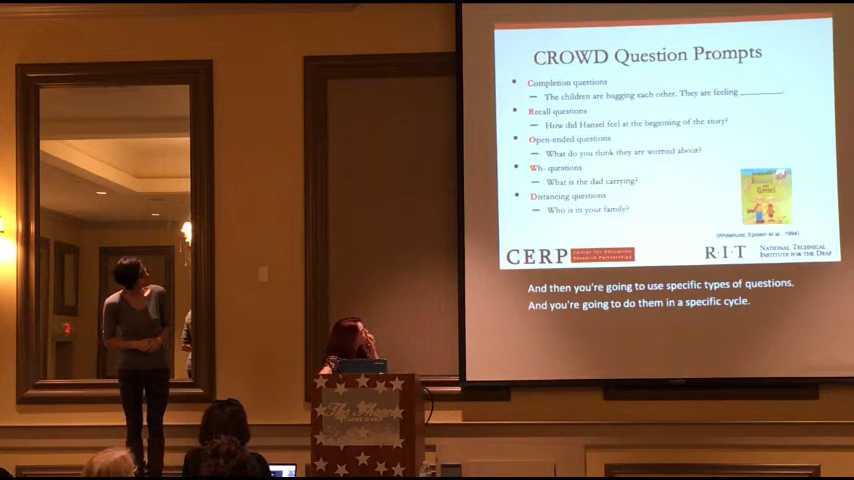 CROWD Question Prompts
• Completion questions
– The children are hugging each other. They are feeling ________.
• Recall questions
– How did Hansel feel at the beginning of the story?
• Open-ended questions
– What do you think they are worried about?
• Wh- questions
– What is the dad carrying?
• Distancing questions
– Who is in your family?
(Whitehurst, Epstein et al., 1994)
CERP Center for Education Research Partnerships
R·I·T NATIONAL TECHNICAL INSTITUTE FOR THE DEAF
And then you're going to use specific types of questions.
And you're going to do them in a specific cycle.